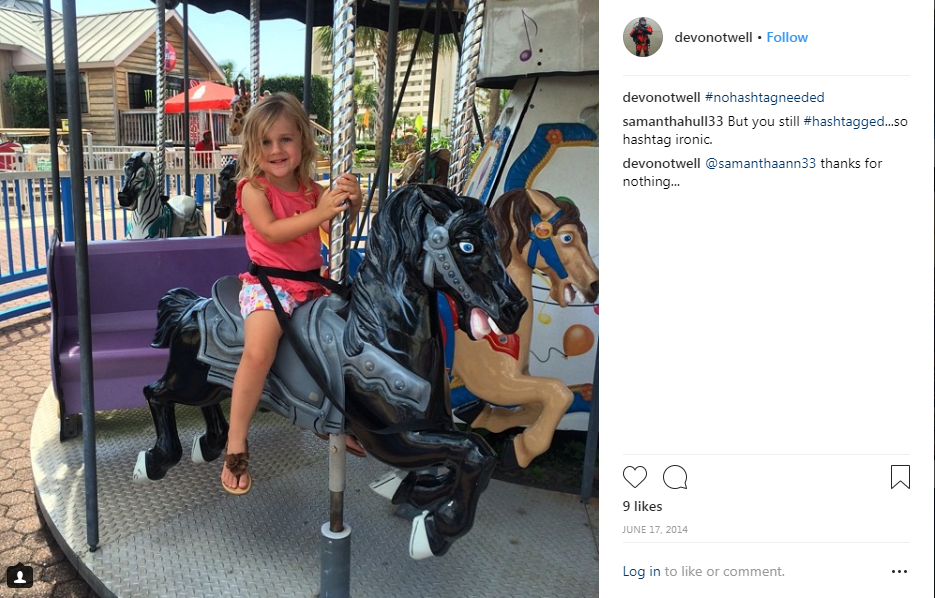 devonotwell • Follow
devonotwell #nohashtagneeded
samanthahull33 But you still #hashtagged...so
hashtag ironic.
devonotwell @samanthaann33 thanks for
nothing...
9 likes
JUNE 17, 2014
Log in to like or comment.